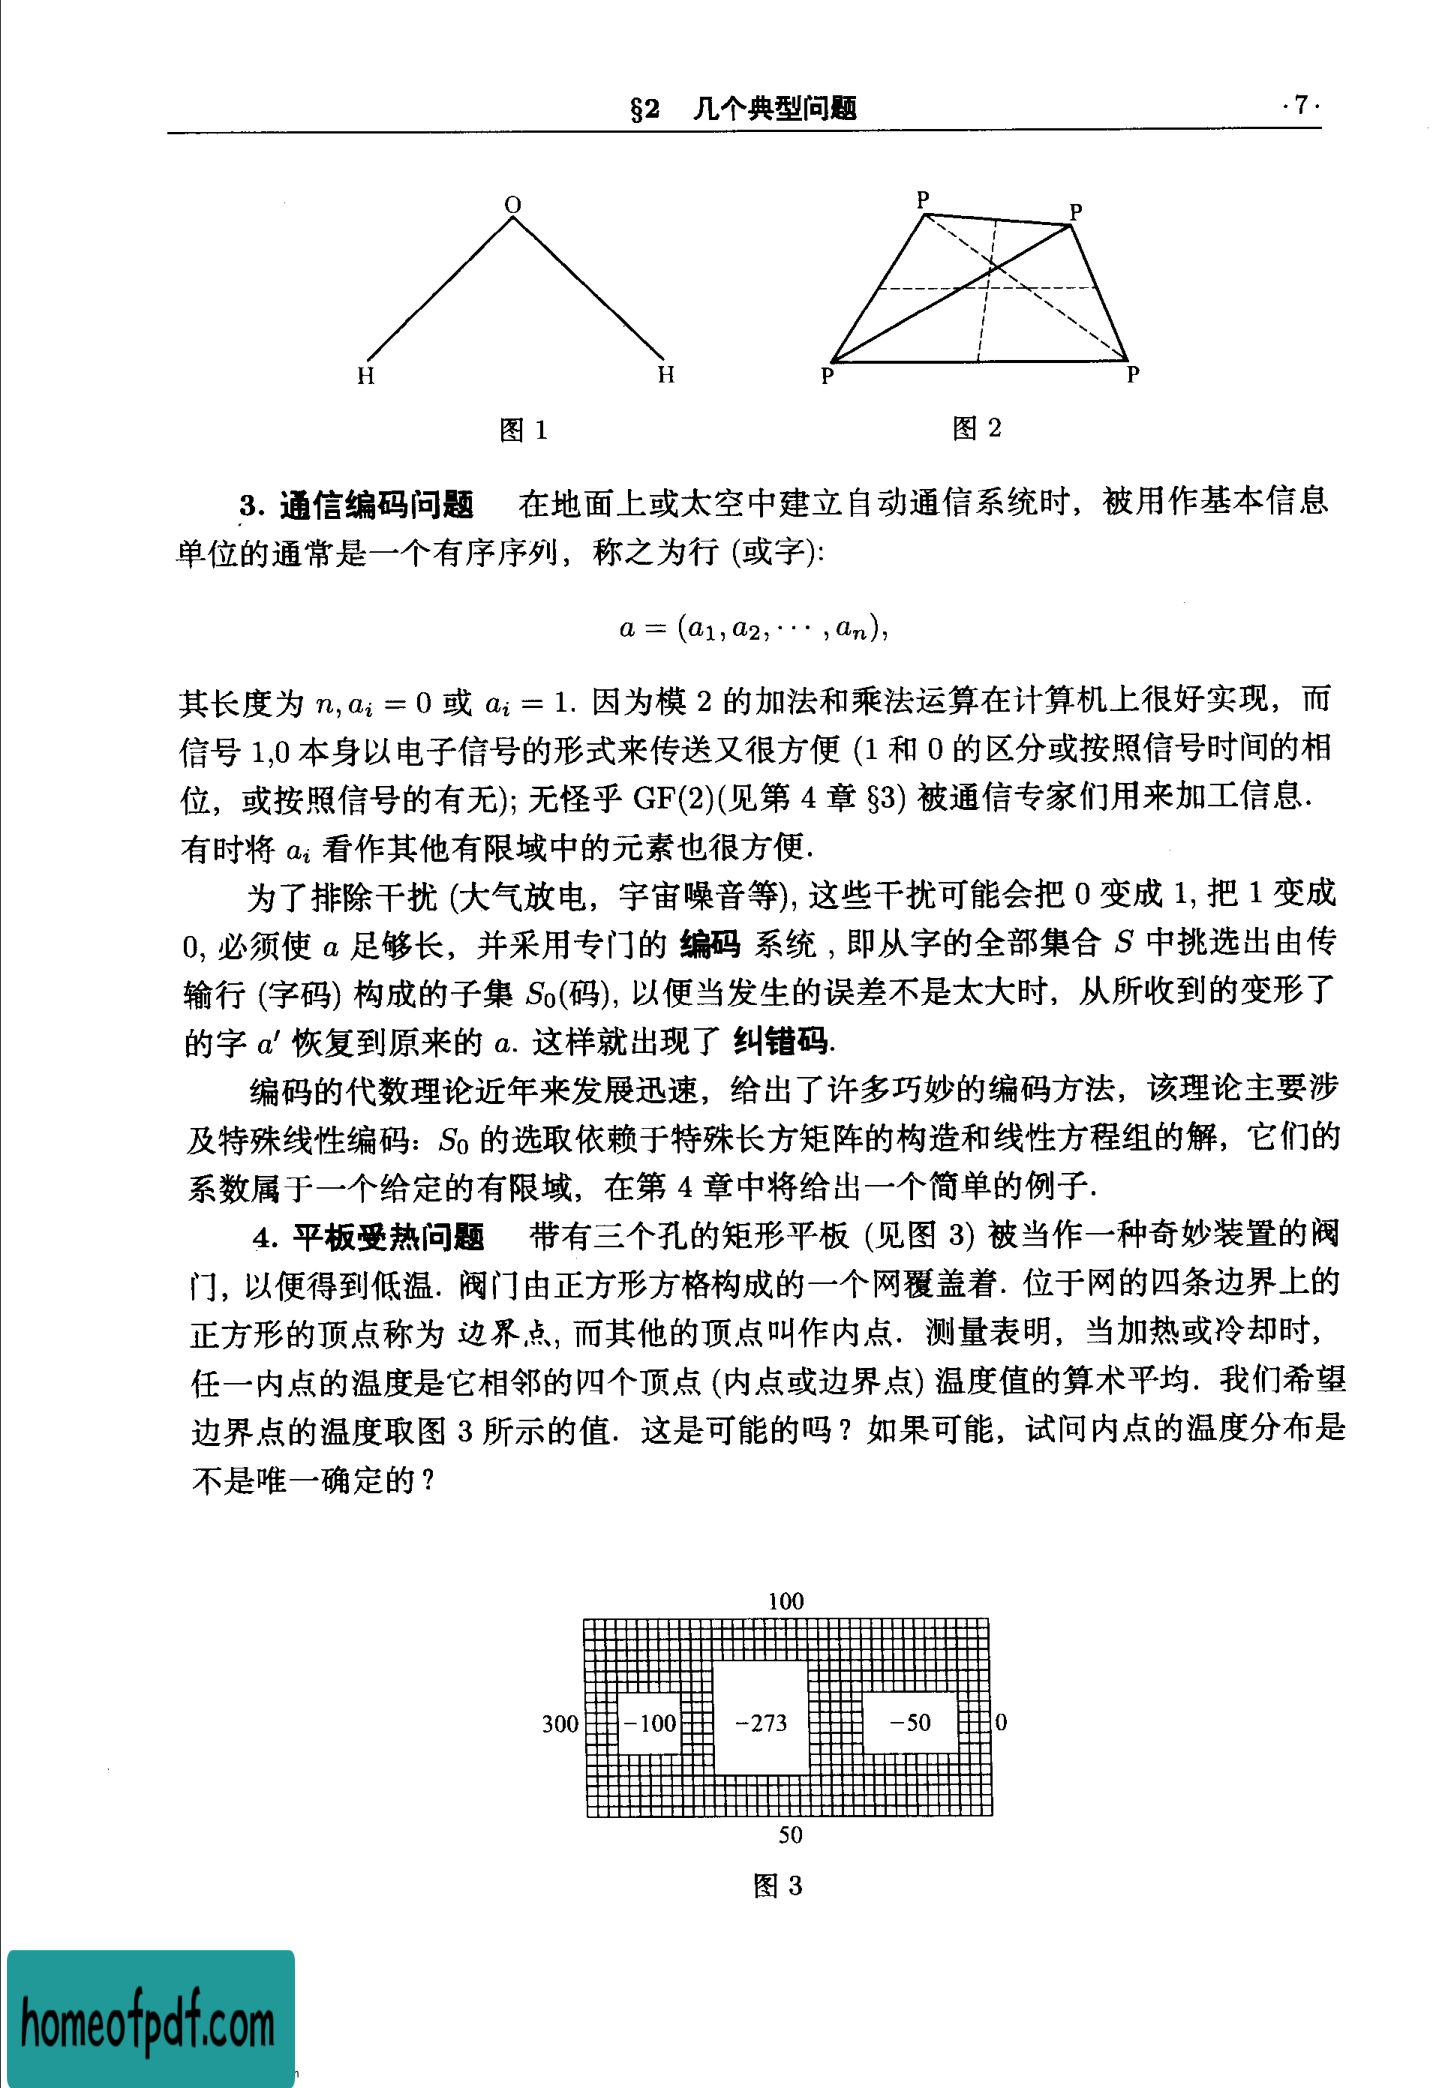 §2 几个典型问题 ·7·
O
H H
图 1
P P
P P
图 2
3. 通信编码问题 在地面上或太空中建立自动通信系统时，被用作基本信息
单位的通常是一个有序序列，称之为行 (或字):
a = (a₁, a₂, ··· , aₙ),
其长度为 n, aᵢ = 0 或 aᵢ = 1. 因为模 2 的加法和乘法运算在计算机上很好实现，而
信号 1,0 本身以电子信号的形式来传送又很方便 (1 和 0 的区分或按照信号时间的相
位，或按照信号的有无); 无怪乎 GF(2)(见第 4 章 §3) 被通信专家们用来加工信息.
有时将 aᵢ 看作其他有限域中的元素也很方便.
为了排除干扰 (大气放电，宇宙噪音等), 这些干扰可能会把 0 变成 1, 把 1 变成
0, 必须使 a 足够长，并采用专门的 编码 系统 , 即从字的全部集合 S 中挑选出由传
输行 (字码) 构成的子集 S₀(码), 以便当发生的误差不是太大时，从所收到的变形了
的字 a′ 恢复到原来的 a. 这样就出现了 纠错码.
编码的代数理论近年来发展迅速，给出了许多巧妙的编码方法，该理论主要涉
及特殊线性编码：S₀ 的选取依赖于特殊长方矩阵的构造和线性方程组的解，它们的
系数属于一个给定的有限域，在第 4 章中将给出一个简单的例子.
4. 平板受热问题 带有三个孔的矩形平板 (见图 3) 被当作一种奇妙装置的阀
门, 以便得到低温. 阀门由正方形方格构成的一个网覆盖着. 位于网的四条边界上的
正方形的顶点称为 边界点, 而其他的顶点叫作内点. 测量表明，当加热或冷却时，
任一内点的温度是它相邻的四个顶点 (内点或边界点) 温度值的算术平均. 我们希望
边界点的温度取图 3 所示的值. 这是可能的吗? 如果可能，试问内点的温度分布是
不是唯一确定的?
100
300 −100 −273 −50 0
50
图 3
homeofpdf.com